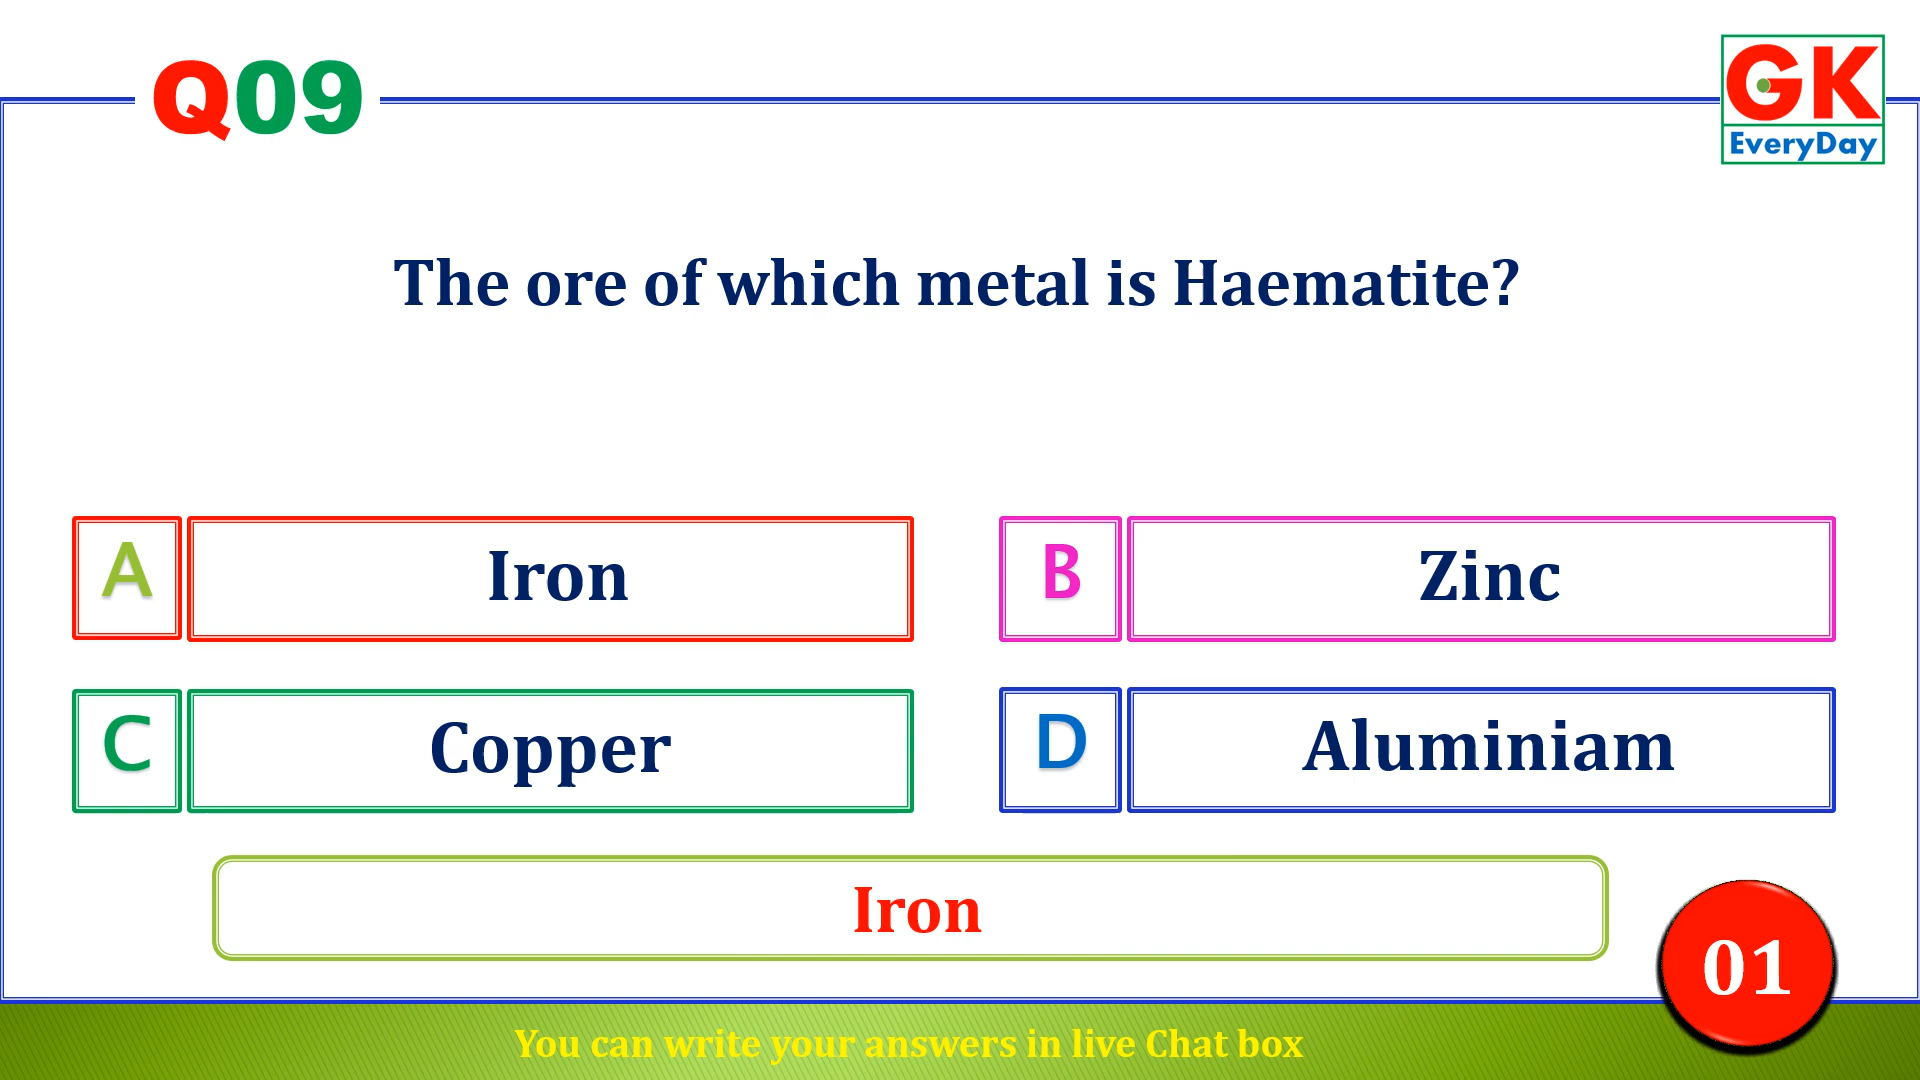 Q09
GK
EveryDay
The ore of which metal is Haematite?
A Iron
B Zinc
C Copper
D Aluminiam
Iron
01
You can write your answers in live Chat box